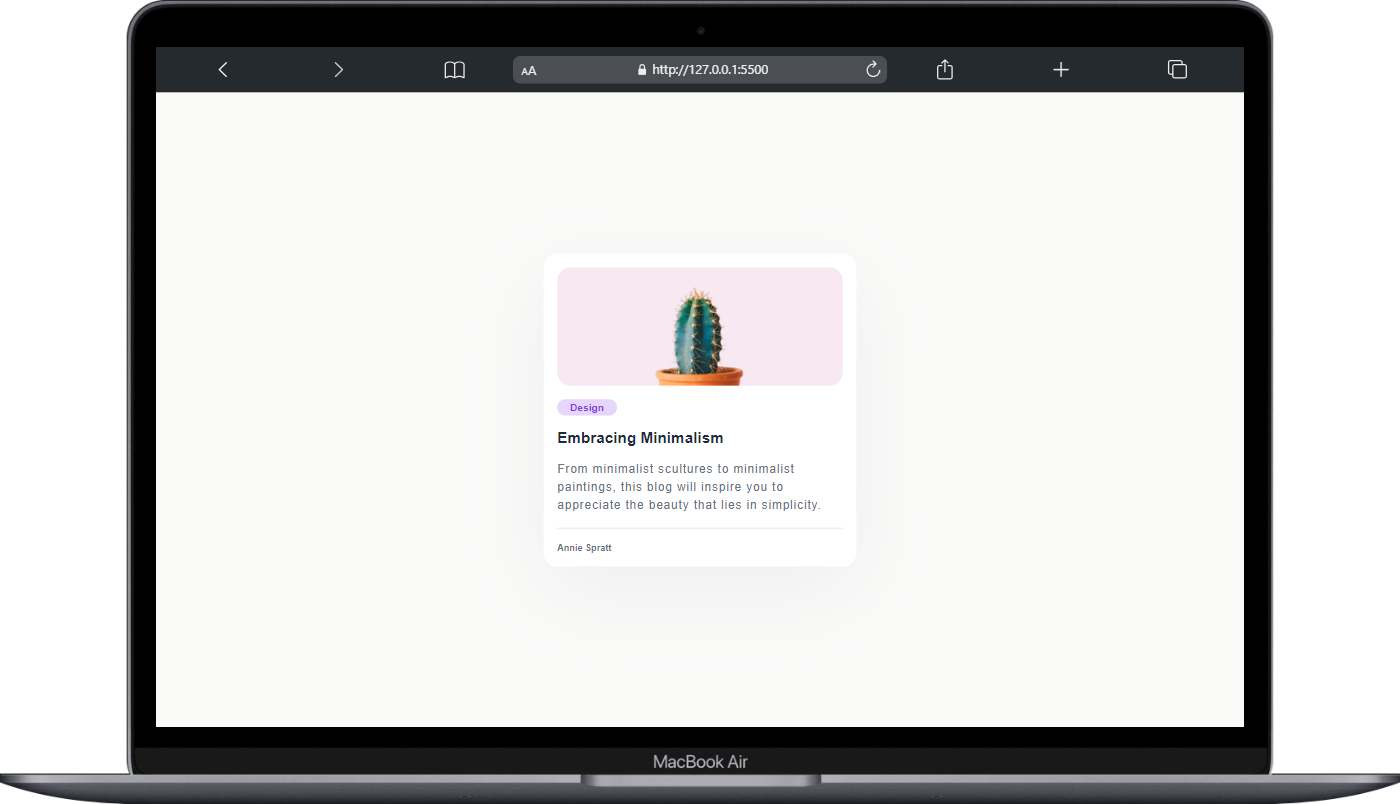 AA
http://127.0.0.1:5500
Design
Embracing Minimalism
From minimalist scultures to minimalist
paintings, this blog will inspire you to
appreciate the beauty that lies in simplicity.
Annie Spratt
MacBook Air